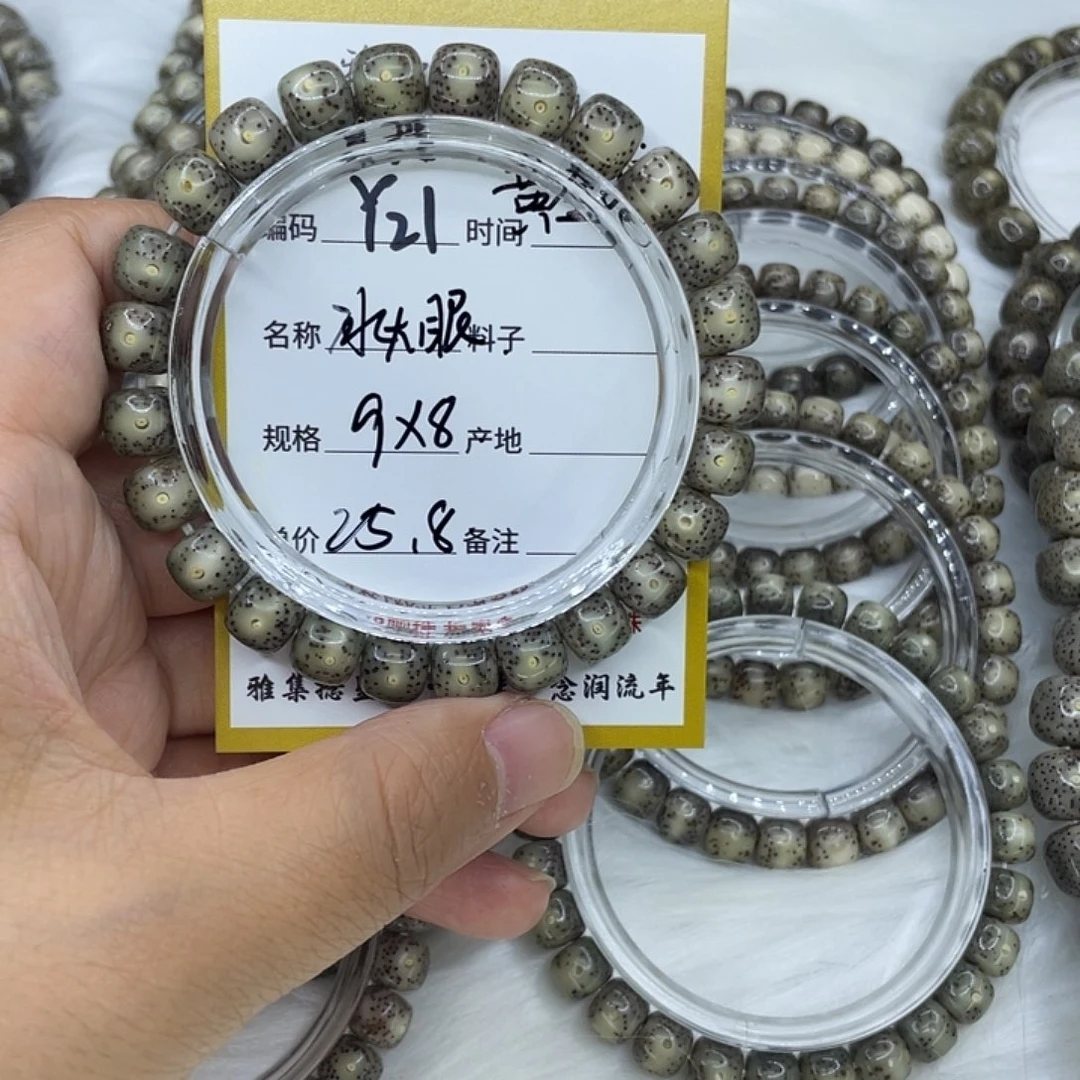 编码 Y21 时间
名称 冰大眼 料子
规格 9X8 产地
单价 25.8 备注
雅集 念润流年